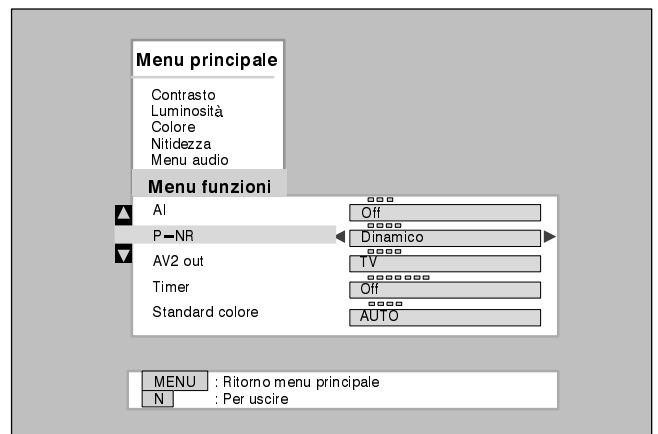 Menu principale
Contrasto
Luminosità
Colore
Nitidezza
Menu audio
Menu funzioni
AI Off
P-NR Dinamico
AV2 out TV
Timer Off
Standard colore AUTO
MENU : Ritorno menu principale
N : Per uscire